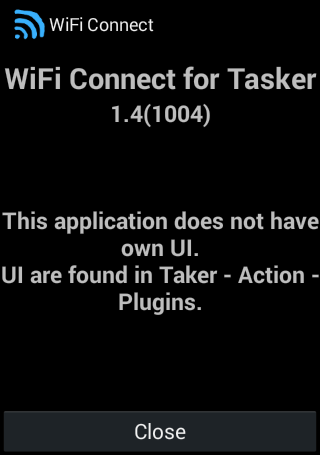 WiFi Connect
WiFi Connect for Tasker
1.4(1004)
This application does not have
own UI.
UI are found in Taker - Action -
Plugins.
Close